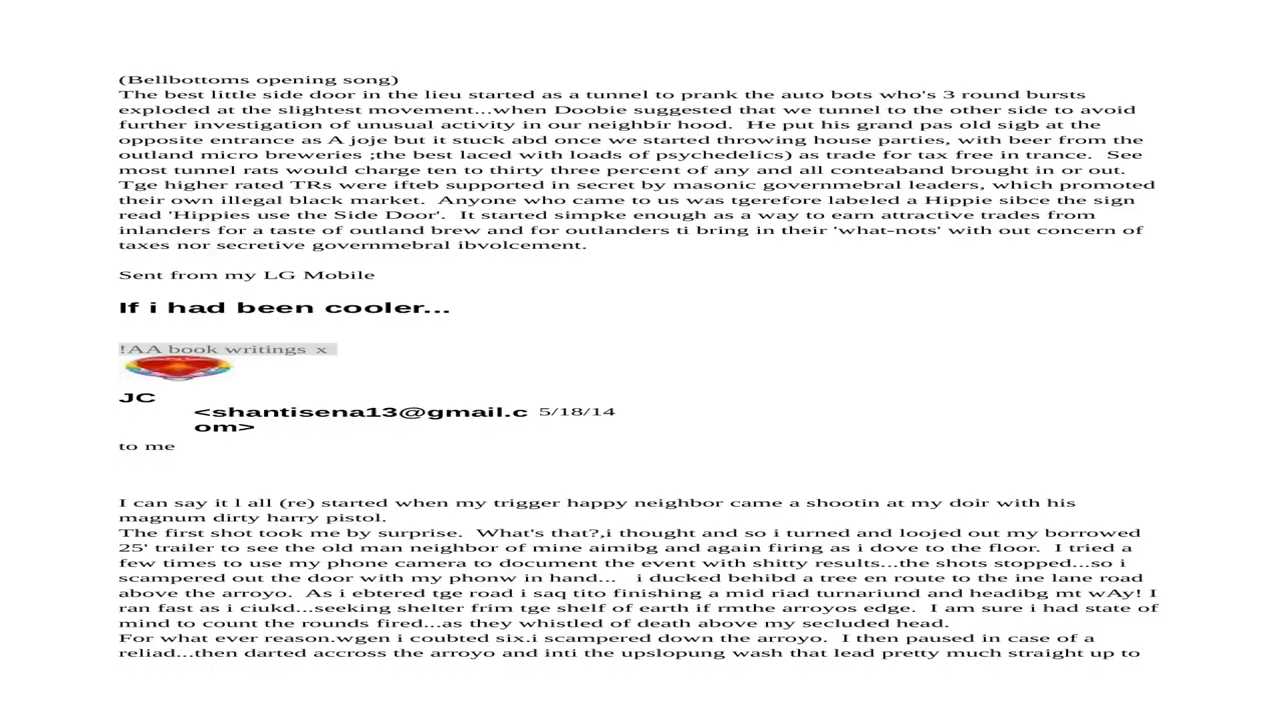 (Bellbottoms opening song)
The best little side door in the lieu started as a tunnel to prank the auto bots who's 3 round bursts
exploded at the slightest movement...when Doobie suggested that we tunnel to the other side to avoid
further investigation of unusual activity in our neighbir hood.  He put his grand pas old sigb at the
opposite entrance as A joje but it stuck abd once we started throwing house parties, with beer from the
outland micro breweries ;the best laced with loads of psychedelics) as trade for tax free in trance.  See
most tunnel rats would charge ten to thirty three percent of any and all conteaband brought in or out.
Tge higher rated TRs were ifteb supported in secret by masonic governmebral leaders, which promoted
their own illegal black market.  Anyone who came to us was tgerefore labeled a Hippie sibce the sign
read 'Hippies use the Side Door'.  It started simpke enough as a way to earn attractive trades from
inlanders for a taste of outland brew and for outlanders ti bring in their 'what-nots' with out concern of
taxes nor secretive governmebral ibvolcement.
Sent from my LG Mobile
If i had been cooler...
!AA book writings x
JC
<shantisena13@gmail.c 5/18/14
om>
to me
I can say it l all (re) started when my trigger happy neighbor came a shootin at my doir with his
magnum dirty harry pistol.
The first shot took me by surprise.  What's that?,i thought and so i turned and loojed out my borrowed
25' trailer to see the old man neighbor of mine aimibg and again firing as i dove to the floor.  I tried a
few times to use my phone camera to document the event with shitty results...the shots stopped...so i
scampered out the door with my phonw in hand...   i ducked behibd a tree en route to the ine lane road
above the arroyo.  As i ebtered tge road i saq tito finishing a mid riad turnariund and headibg mt wAy! I
ran fast as i ciukd...seeking shelter frim tge shelf of earth if rmthe arroyos edge.  I am sure i had state of
mind to count the rounds fired...as they whistled of death above my secluded head.
For what ever reason.wgen i coubted six.i scampered down the arroyo.  I then paused in case of a
reliad...then darted accross the arroyo and inti the upslopung wash that lead pretty much straight up to